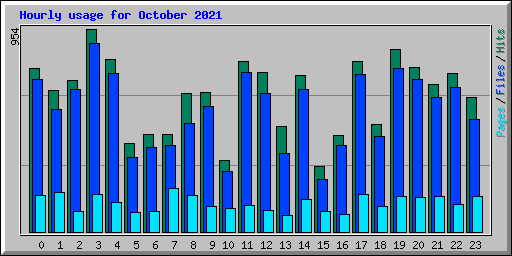 Hourly usage for October 2021
954
Pages/Files/Hits
0 1 2 3 4 5 6 7 8 9 10 11 12 13 14 15 16 17 18 19 20 21 22 23